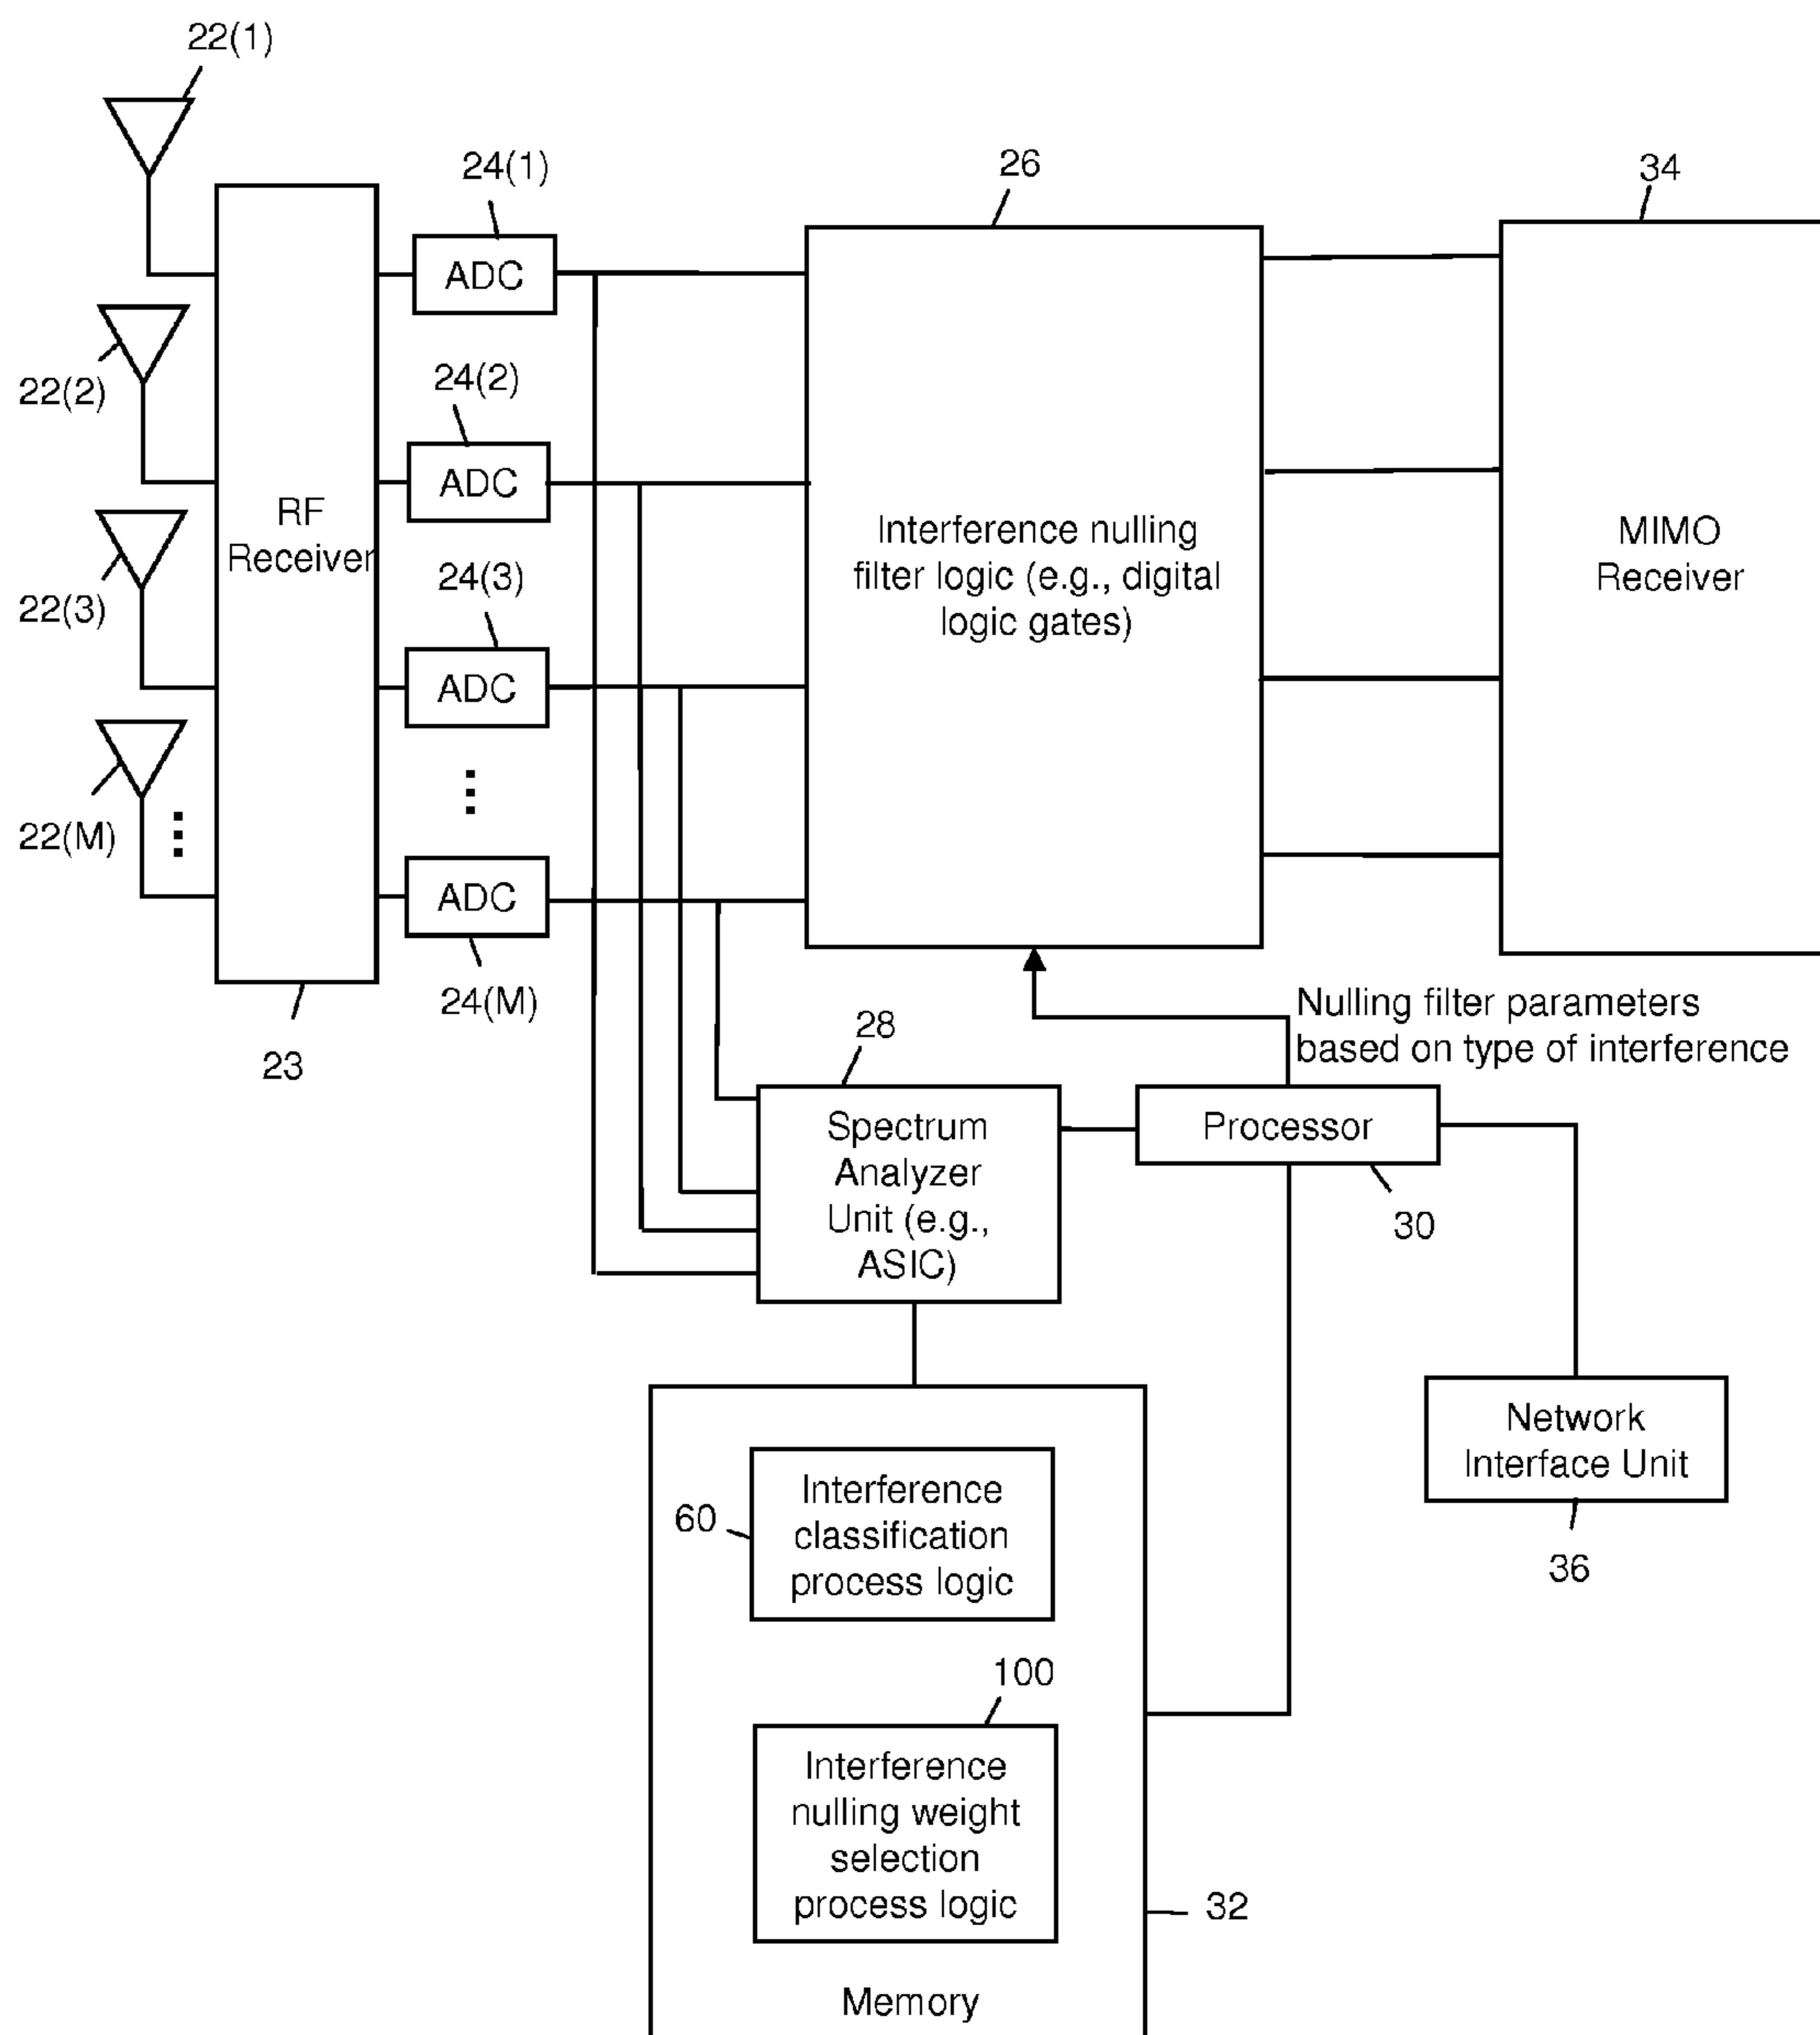 22(1)
24(1)
26
34
ADC
22(2)
24(2)
ADC
RF
Receiver
Interference nulling
filter logic (e.g., digital
logic gates)
MIMO
Receiver
22(3)
24(3)
ADC
22(M)
ADC
24(M)
23
Nulling filter parameters
based on type of interference
28
Spectrum
Analyzer
Unit (e.g.,
ASIC)
Processor
30
Network
Interface Unit
36
60
Interference
classification
process logic
100
Interference
nulling weight
selection
process logic
32
Memory